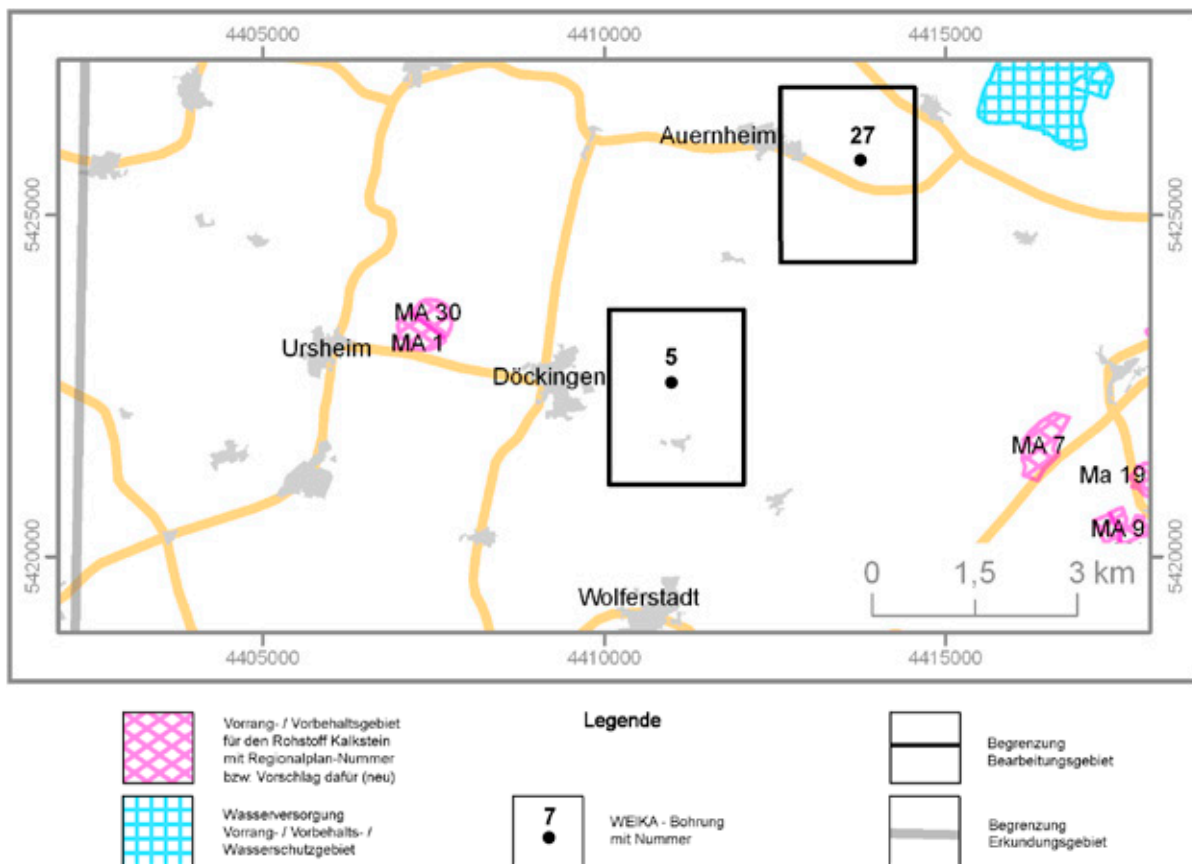 4405000 4410000 4415000
5425000 5425000
5420000 5420000
Auernheim
27
MA 30
MA 1
Ursheim
5
Döckingen
MA 7
Ma 19
MA 9
0 1,5 3 km
Wolferstadt
4405000 4410000 4415000
Legende
Vorrang- / Vorbehaltsgebiet
für den Rohstoff Kalkstein
mit Regionalplan-Nummer
bzw. Vorschlag dafür (neu)
Wasserversorgung
Vorrang- / Vorbehalts- /
Wasserschutzgebiet
7
WEIKA - Bohrung
mit Nummer
Begrenzung
Bearbeitungsgebiet
Begrenzung
Erkundungsgebiet